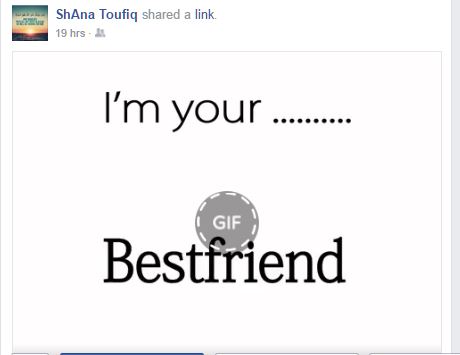 ShAna Toufiq shared a link.
19 hrs ·
I'm your ..........
GIF
Bestfriend